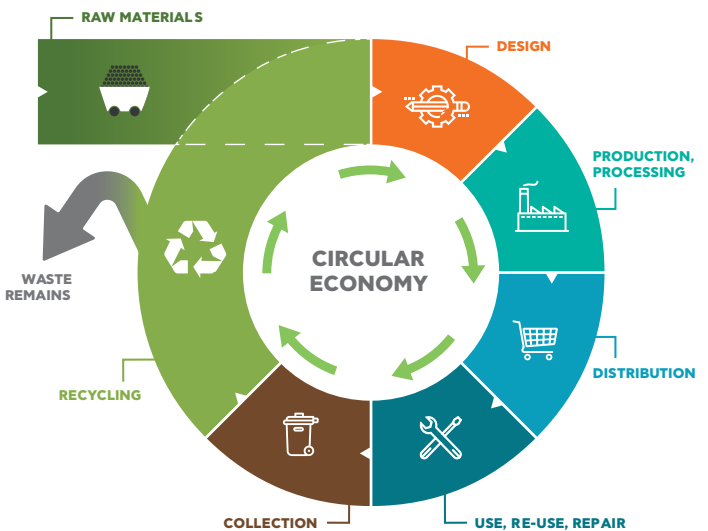 RAW MATERIALS
DESIGN
PRODUCTION,
PROCESSING
CIRCULAR
ECONOMY
WASTE
REMAINS
DISTRIBUTION
RECYCLING
COLLECTION
USE, RE-USE, REPAIR